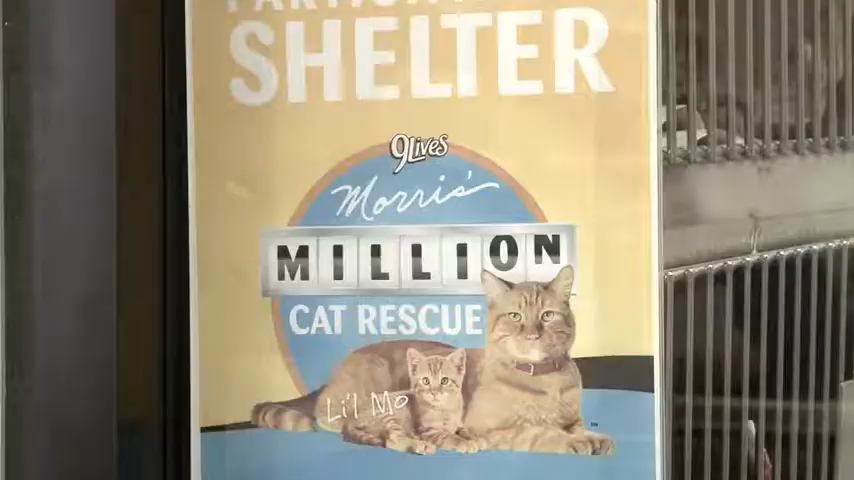 SHELTER
9Lives
Morris's
MILLION
CAT RESCUE
Li'l Mo